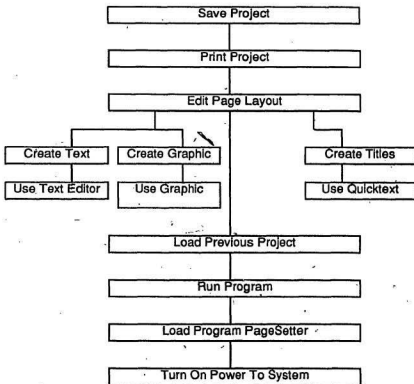 Save Project
Print Project
Edit Page Layout
Create Text
Create Graphic
Create Titles
Use Text Editor
Use Graphic
Use Quicktext
Load Previous Project
Run Program
Load Program PageSetter
Turn On Power To System